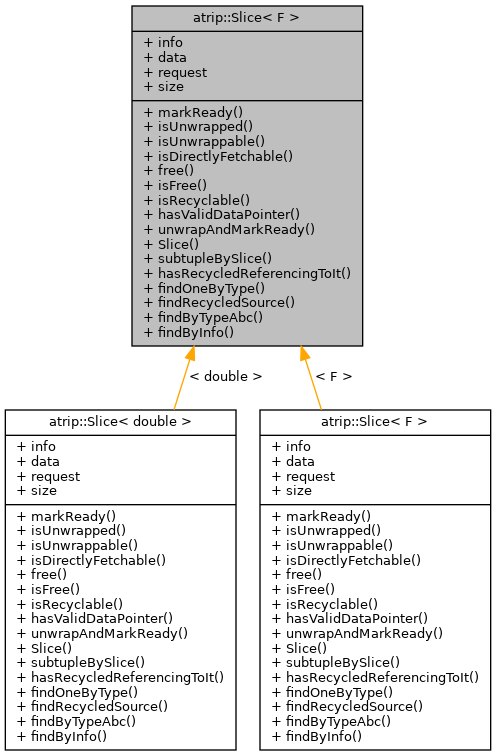 atrip::Slice< F >
+ info
+ data
+ request
+ size
+ markReady()
+ isUnwrapped()
+ isUnwrappable()
+ isDirectlyFetchable()
+ free()
+ isFree()
+ isRecyclable()
+ hasValidDataPointer()
+ unwrapAndMarkReady()
+ Slice()
+ subtupleBySlice()
+ hasRecycledReferencingToIt()
+ findOneByType()
+ findRecycledSource()
+ findByTypeAbc()
+ findByInfo()
< double >
< F >
atrip::Slice< double >
+ info
+ data
+ request
+ size
+ markReady()
+ isUnwrapped()
+ isUnwrappable()
+ isDirectlyFetchable()
+ free()
+ isFree()
+ isRecyclable()
+ hasValidDataPointer()
+ unwrapAndMarkReady()
+ Slice()
+ subtupleBySlice()
+ hasRecycledReferencingToIt()
+ findOneByType()
+ findRecycledSource()
+ findByTypeAbc()
+ findByInfo()
atrip::Slice< F >
+ info
+ data
+ request
+ size
+ markReady()
+ isUnwrapped()
+ isUnwrappable()
+ isDirectlyFetchable()
+ free()
+ isFree()
+ isRecyclable()
+ hasValidDataPointer()
+ unwrapAndMarkReady()
+ Slice()
+ subtupleBySlice()
+ hasRecycledReferencingToIt()
+ findOneByType()
+ findRecycledSource()
+ findByTypeAbc()
+ findByInfo()